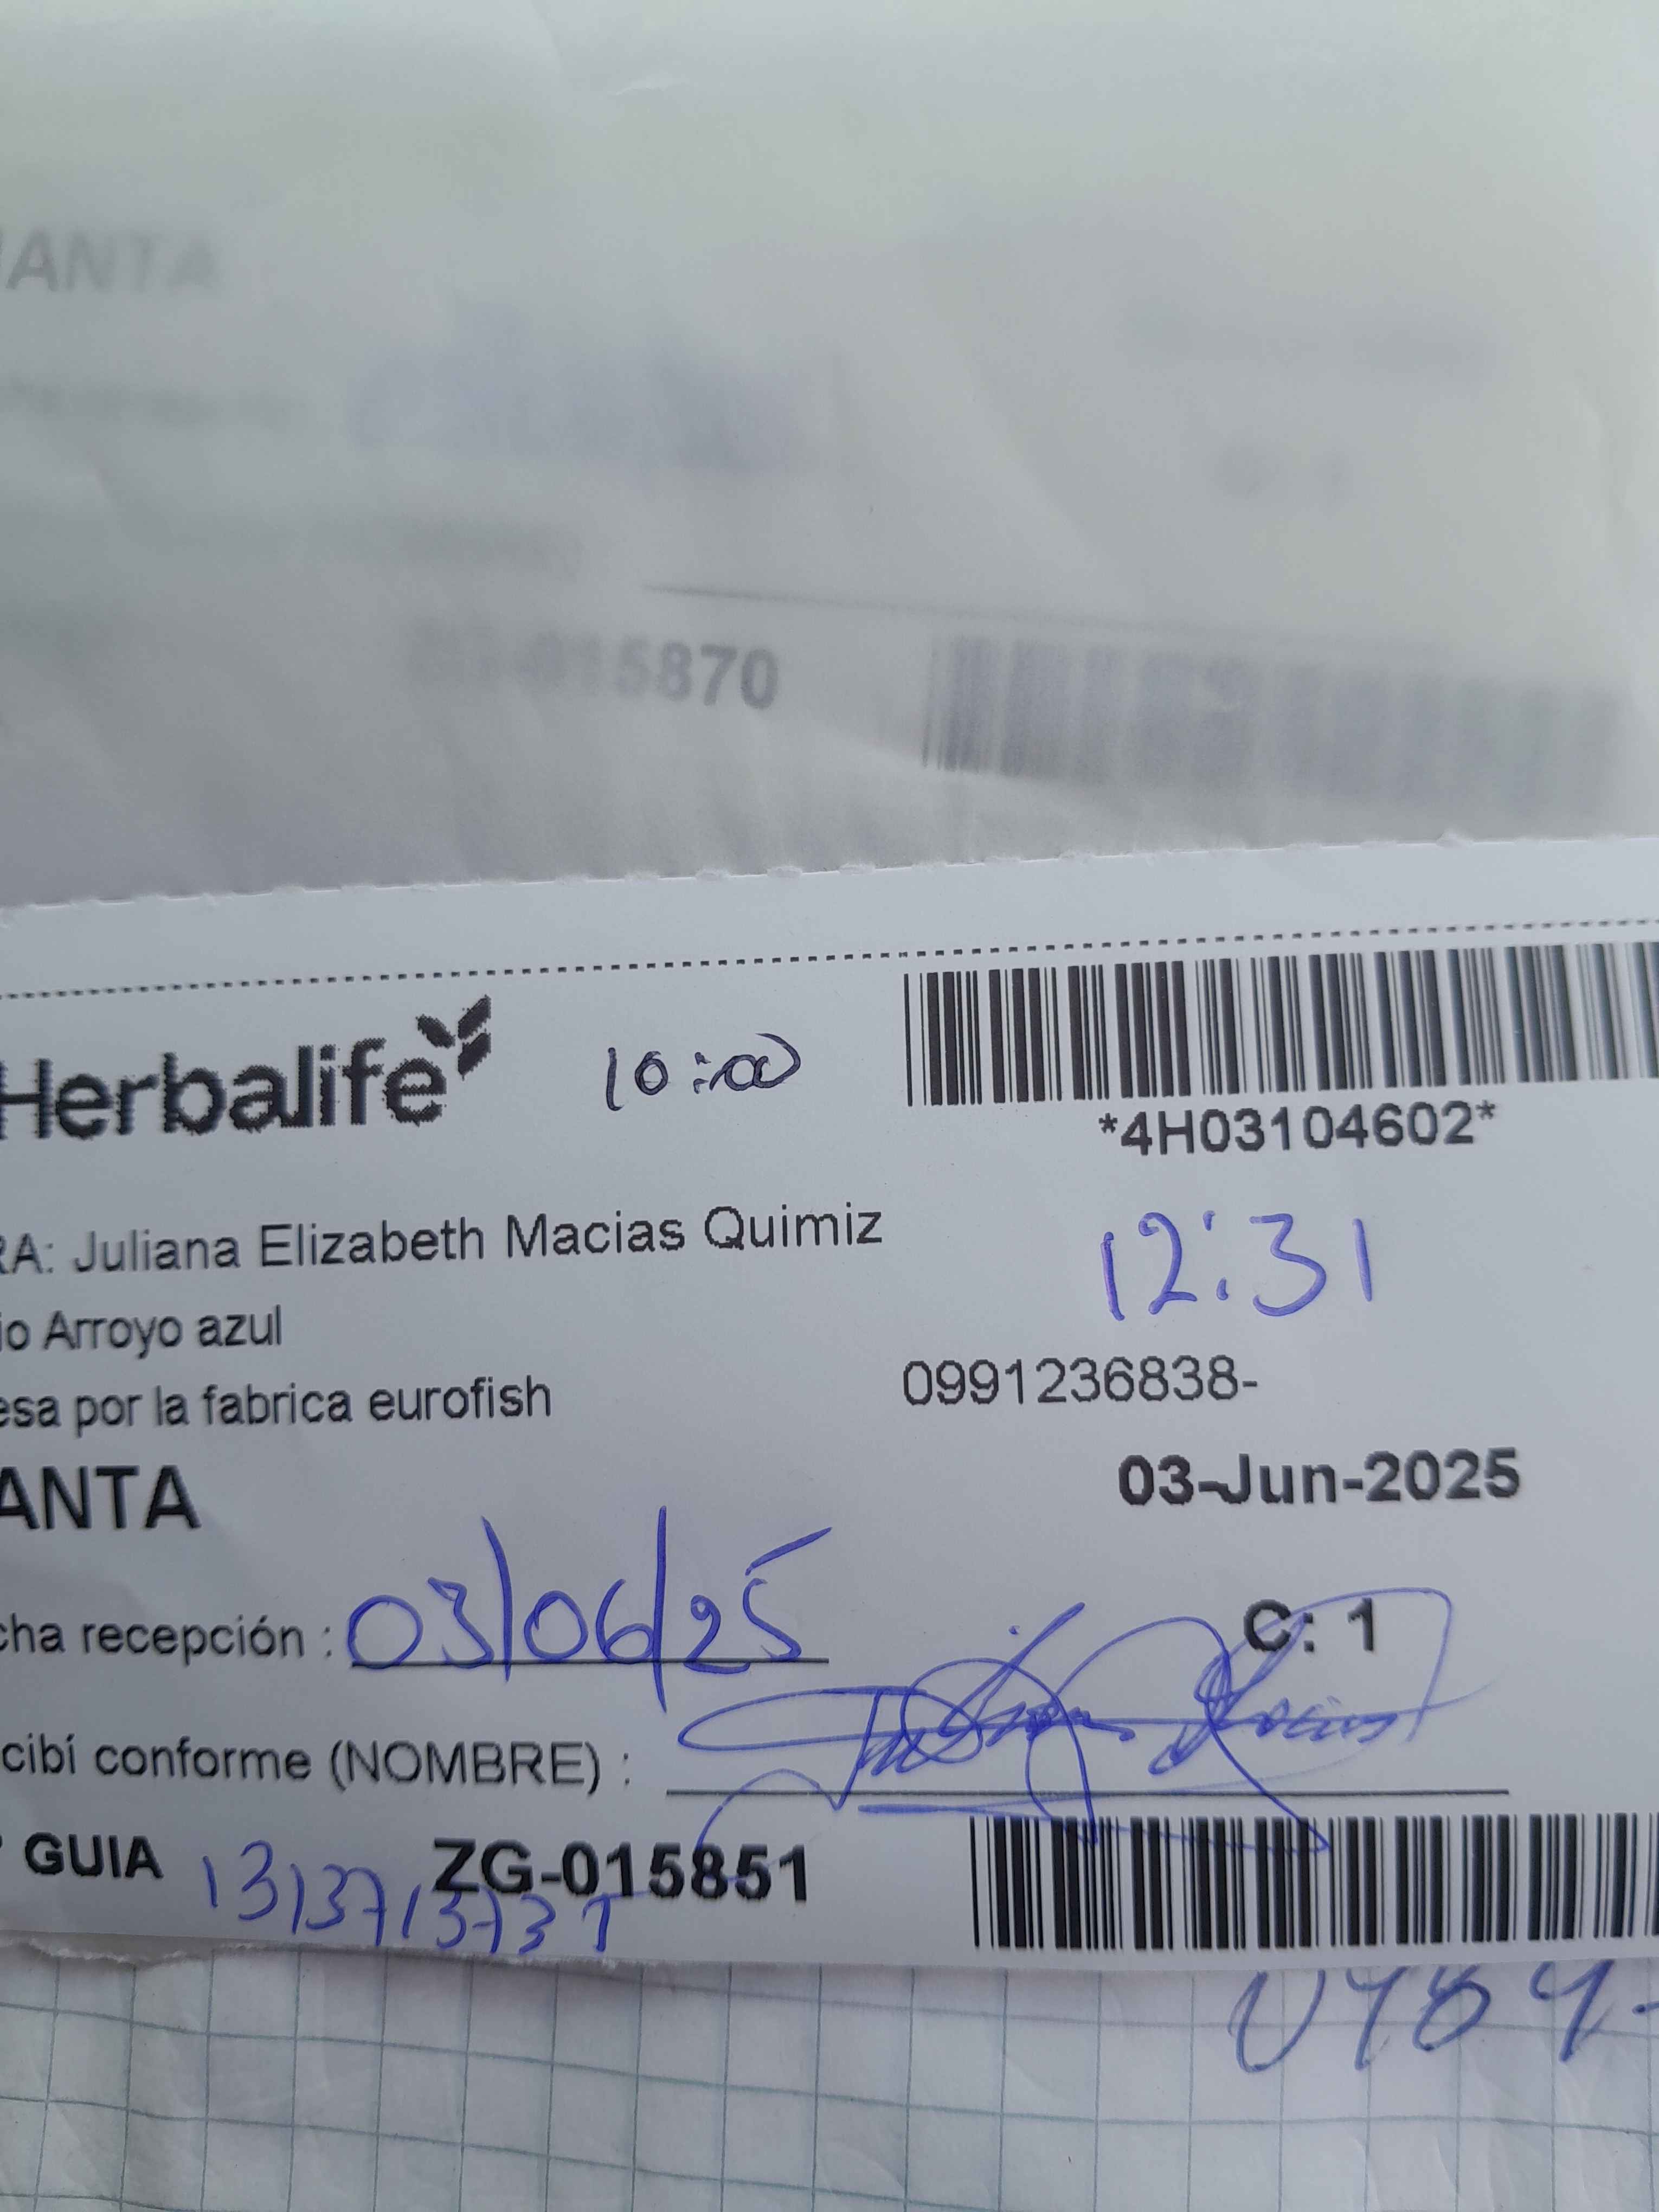 ANTA
015870
Herbalife 10:00
*4H03104602*
RA: Juliana Elizabeth Macias Quimiz 12:31
io Arroyo azul
esa por la fabrica eurofish 0991236838-
ANTA 03-Jun-2025
cha recepción : 03/06/25 C: 1
cibí conforme (NOMBRE) :
GUIA ZG-015851